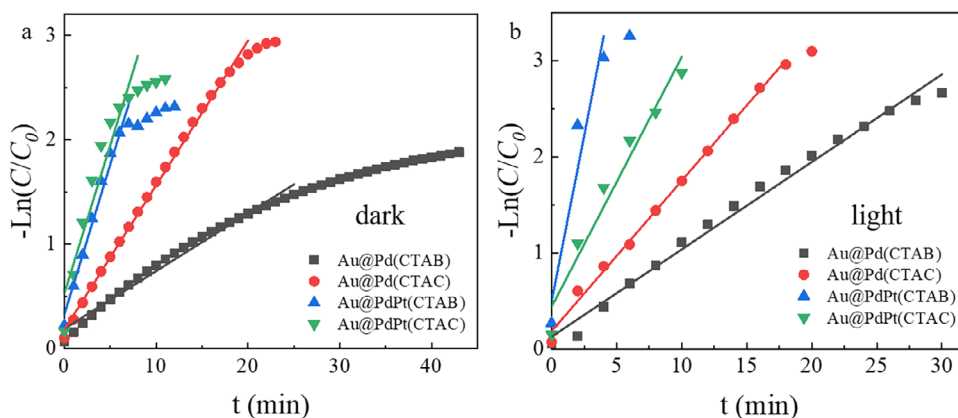 a
-Ln(C/C0)
3
2
1
0
dark
Au@Pd(CTAB)
Au@Pd(CTAC)
Au@PdPt(CTAB)
Au@PdPt(CTAC)
0 10 20 30 40
t (min)
b
-Ln(C/C0)
3
2
1
0
light
Au@Pd(CTAB)
Au@Pd(CTAC)
Au@PdPt(CTAB)
Au@PdPt(CTAC)
0 5 10 15 20 25 30
t (min)